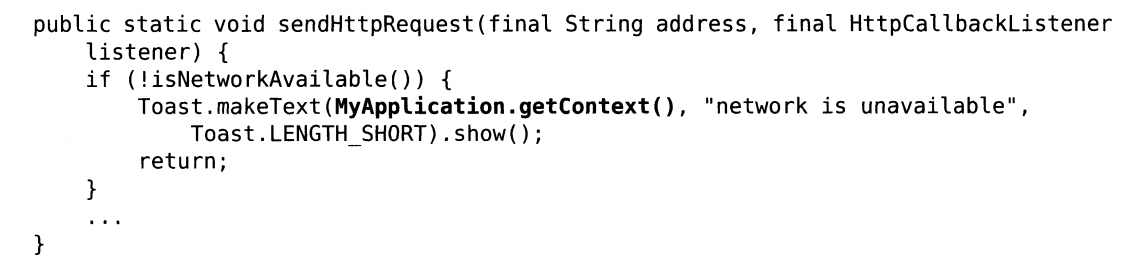 public static void sendHttpRequest(final String address, final HttpCallbackListener
listener) {
if (!isNetworkAvailable()) {
Toast.makeText(MyApplication.getContext(), "network is unavailable",
Toast.LENGTH_SHORT).show();
return;
}
...
}